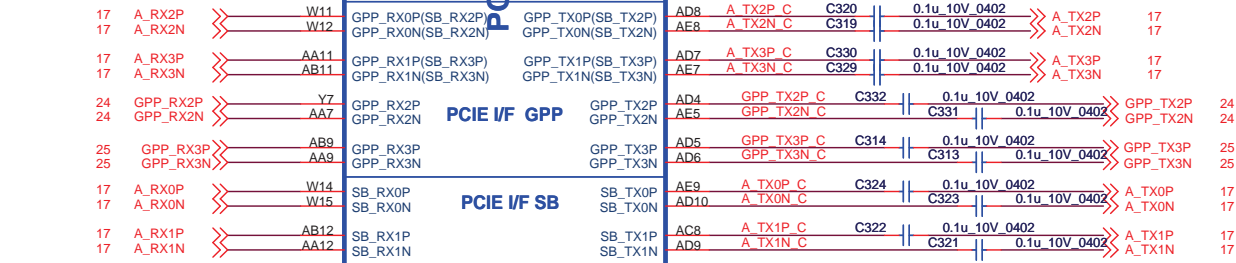 PC
17 A_RX2P W11 GPP_RX0P(SB_RX2P) GPP_TX0P(SB_TX2P) AD8 A_TX2P_C C320 0.1u_10V_0402 A_TX2P 17
17 A_RX2N W12 GPP_RX0N(SB_RX2N) GPP_TX0N(SB_TX2N) AE8 A_TX2N_C C319 0.1u_10V_0402 A_TX2N 17
17 A_RX3P AA11 GPP_RX1P(SB_RX3P) GPP_TX1P(SB_TX3P) AD7 A_TX3P_C C330 0.1u_10V_0402 A_TX3P 17
17 A_RX3N AB11 GPP_RX1N(SB_RX3N) GPP_TX1N(SB_TX3N) AE7 A_TX3N_C C329 0.1u_10V_0402 A_TX3N 17
24 GPP_RX2P Y7 GPP_RX2P GPP_TX2P AD4 GPP_TX2P_C C332 0.1u_10V_0402 GPP_TX2P 24
24 GPP_RX2N AA7 GPP_RX2N PCIE I/F GPP GPP_TX2N AE5 GPP_TX2N_C C331 0.1u_10V_0402 GPP_TX2N 24
25 GPP_RX3P AB9 GPP_RX3P GPP_TX3P AD5 GPP_TX3P_C C314 0.1u_10V_0402 GPP_TX3P 25
25 GPP_RX3N AA9 GPP_RX3N GPP_TX3N AD6 GPP_TX3N_C C313 0.1u_10V_0402 GPP_TX3N 25
17 A_RX0P W14 SB_RX0P SB_TX0P AE9 A_TX0P_C C324 0.1u_10V_0402 A_TX0P 17
17 A_RX0N W15 SB_RX0N PCIE I/F SB SB_TX0N AD10 A_TX0N_C C323 0.1u_10V_0402 A_TX0N 17
17 A_RX1P AB12 SB_RX1P SB_TX1P AC8 A_TX1P_C C322 0.1u_10V_0402 A_TX1P 17
17 A_RX1N AA12 SB_RX1N SB_TX1N AD9 A_TX1N_C C321 0.1u_10V_0402 A_TX1N 17